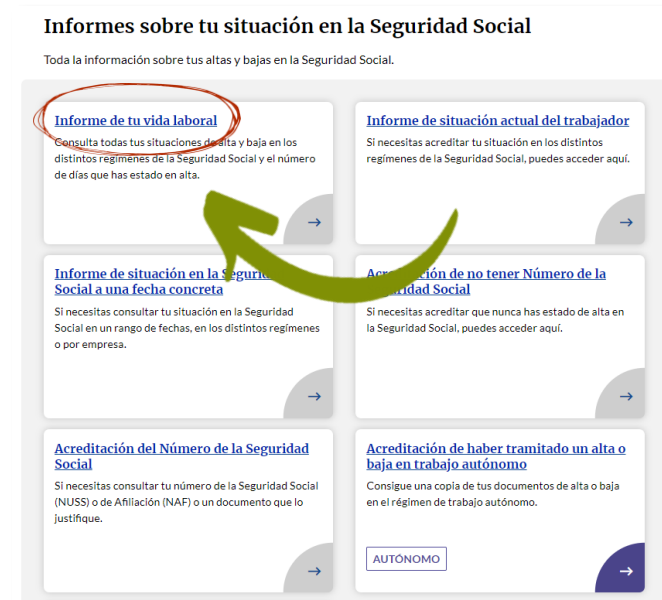 Informes sobre tu situación en la Seguridad Social
Toda la información sobre tus altas y bajas en la Seguridad Social.
Informe de tu vida laboral
Consulta todas tus situaciones de alta y baja en los
distintos regímenes de la Seguridad Social y el número
de días que has estado en alta.
Informe de situación actual del trabajador
Si necesitas acreditar tu situación en los distintos
regímenes de la Seguridad Social, puedes acceder aquí.
Informe de situación en la
Social a una fecha concreta
Si necesitas consultar tu situación en la Seguridad
Social en un rango de fechas, en los distintos regímenes
o por empresa.
de no tener Número de la
Social
Si necesitas acreditar que nunca has estado de alta en
la Seguridad Social, puedes acceder aquí.
Acreditación del Número de la Seguridad
Social
Si necesitas consultar tu número de la Seguridad Social
(NUSS) o de Afiliación (NAF) o un documento que lo
justifique.
Acreditación de haber tramitado un alta o
baja en trabajo autónomo
Consigue una copia de tus documentos de alta o baja
en el régimen de trabajo autónomo.
AUTÓNOMO